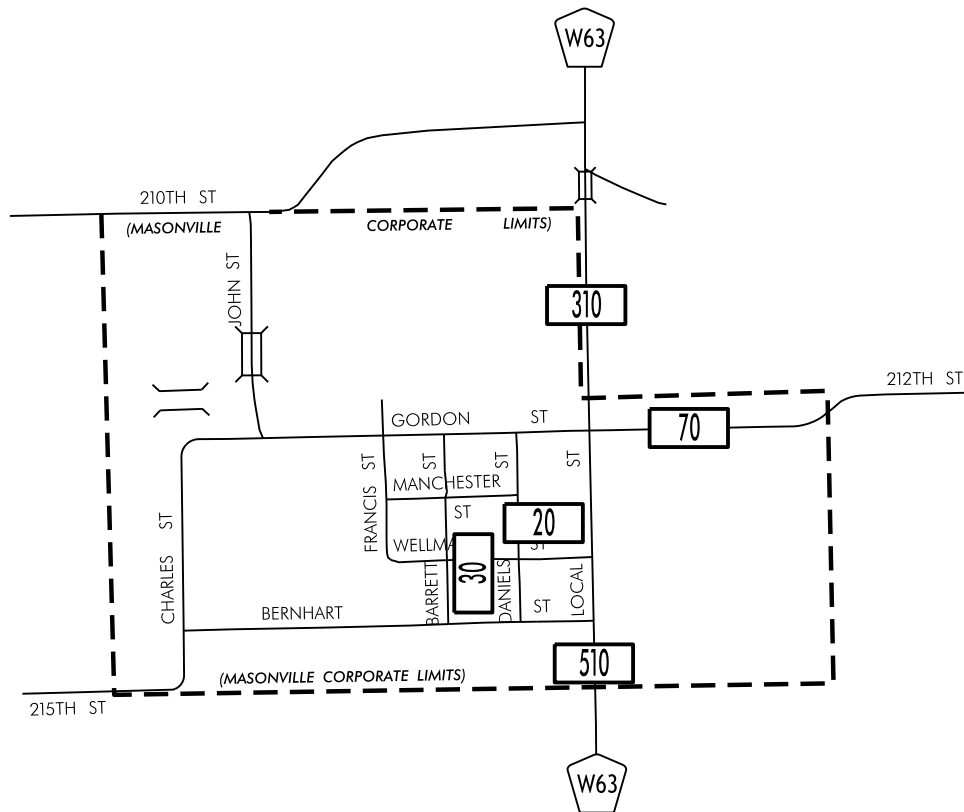 W63
210TH ST
(MASONVILLE CORPORATE LIMITS)
JOHN ST
310
212TH ST
GORDON ST
70
FRANCIS ST
ST
ST
ST
MANCHESTER
ST
20
CHARLES ST
ST
30
BARRETT
DANIELS
LOCAL
BERNHART ST
510
(MASONVILLE CORPORATE LIMITS)
215TH ST
W63